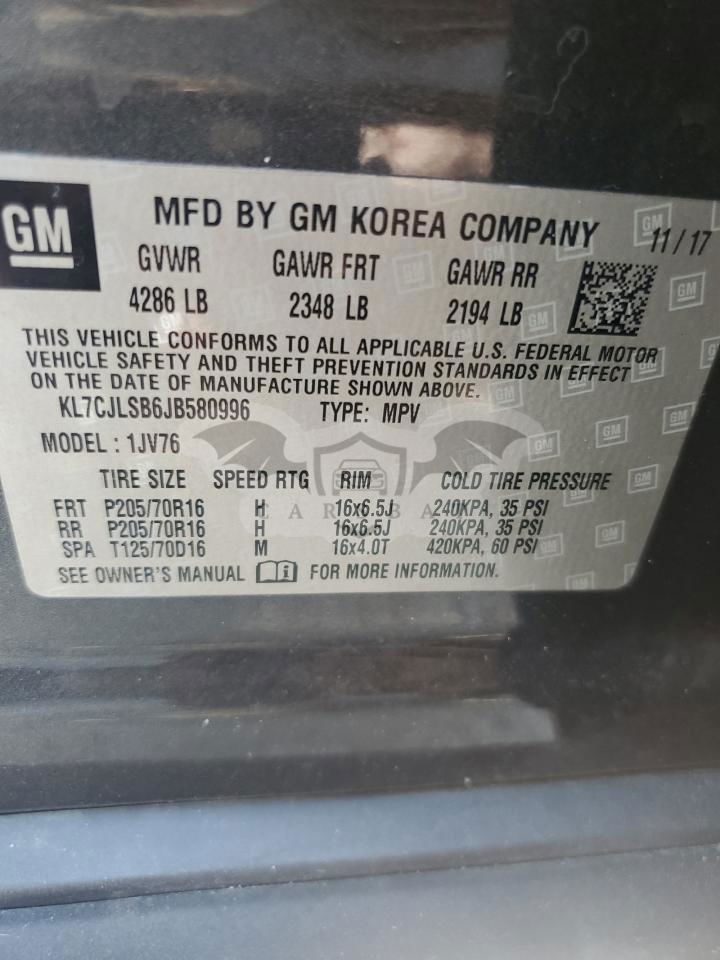 GM
MFD BY GM KOREA COMPANY 11/17
GVWR GAWR FRT GAWR RR
4286 LB 2348 LB 2194 LB
THIS VEHICLE CONFORMS TO ALL APPLICABLE U.S. FEDERAL MOTOR
VEHICLE SAFETY AND THEFT PREVENTION STANDARDS IN EFFECT
ON THE DATE OF MANUFACTURE SHOWN ABOVE.
KL7CJLSB6JB580996 TYPE: MPV
MODEL : 1JV76
TIRE SIZE SPEED RTG RIM COLD TIRE PRESSURE
FRT P205/70R16 H 16x6.5J 240KPA, 35 PSI
RR P205/70R16 H 16x6.5J 240KPA, 35 PSI
SPA T125/70D16 M 16x4.0T 420KPA, 60 PSI
SEE OWNER'S MANUAL FOR MORE INFORMATION.